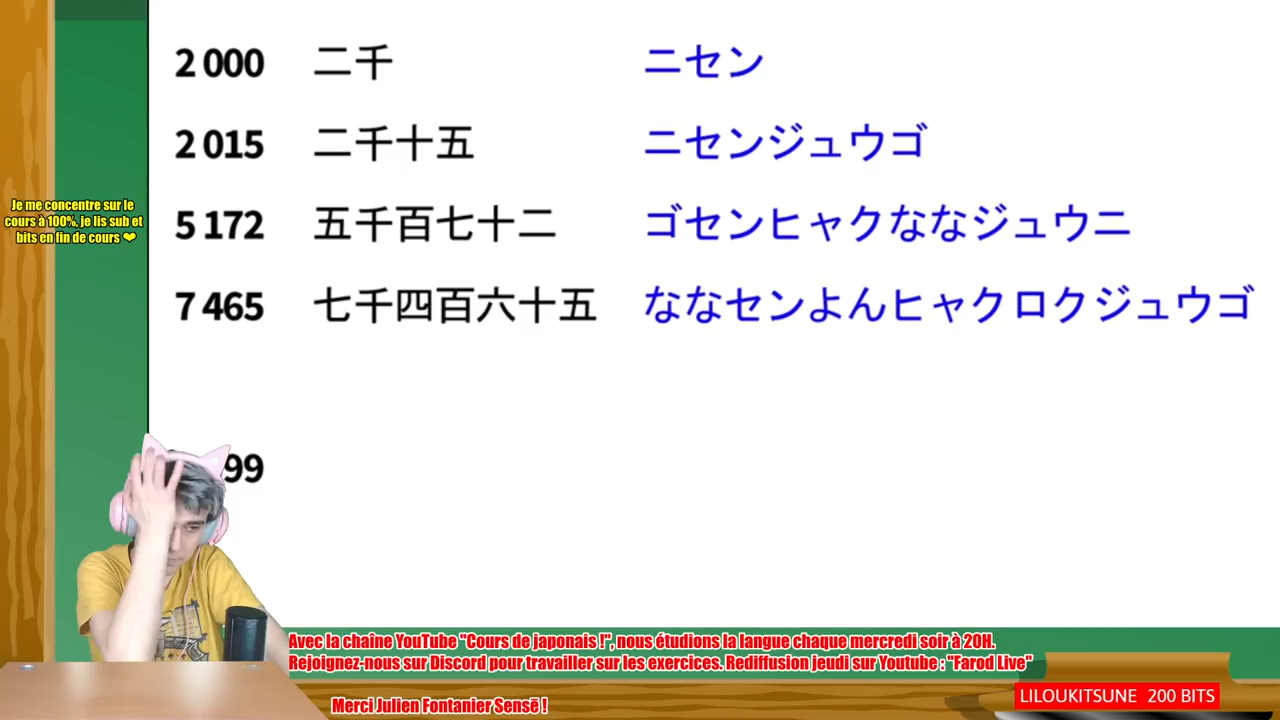 2 000 二千 ニセン
2 015 二千十五 ニセンジュウゴ
5 172 五千百七十二 ゴセンヒャクななジュウニ
7 465 七千四百六十五 ななセンよんヒャクロクジュウゴ
99
Je me concentre sur le
cours à 100%, je lis sub et
bits en fin de cours ❤
Avec la chaîne YouTube "Cours de japonais !", nous étudions la langue chaque mercredi soir à 20H.
Rejoignez-nous sur Discord pour travailler sur les exercices. Rediffusion jeudi sur Youtube : "Farod Live"
Merci Julien Fontanier Sensē !
LILOUKITSUNE 200 BITS